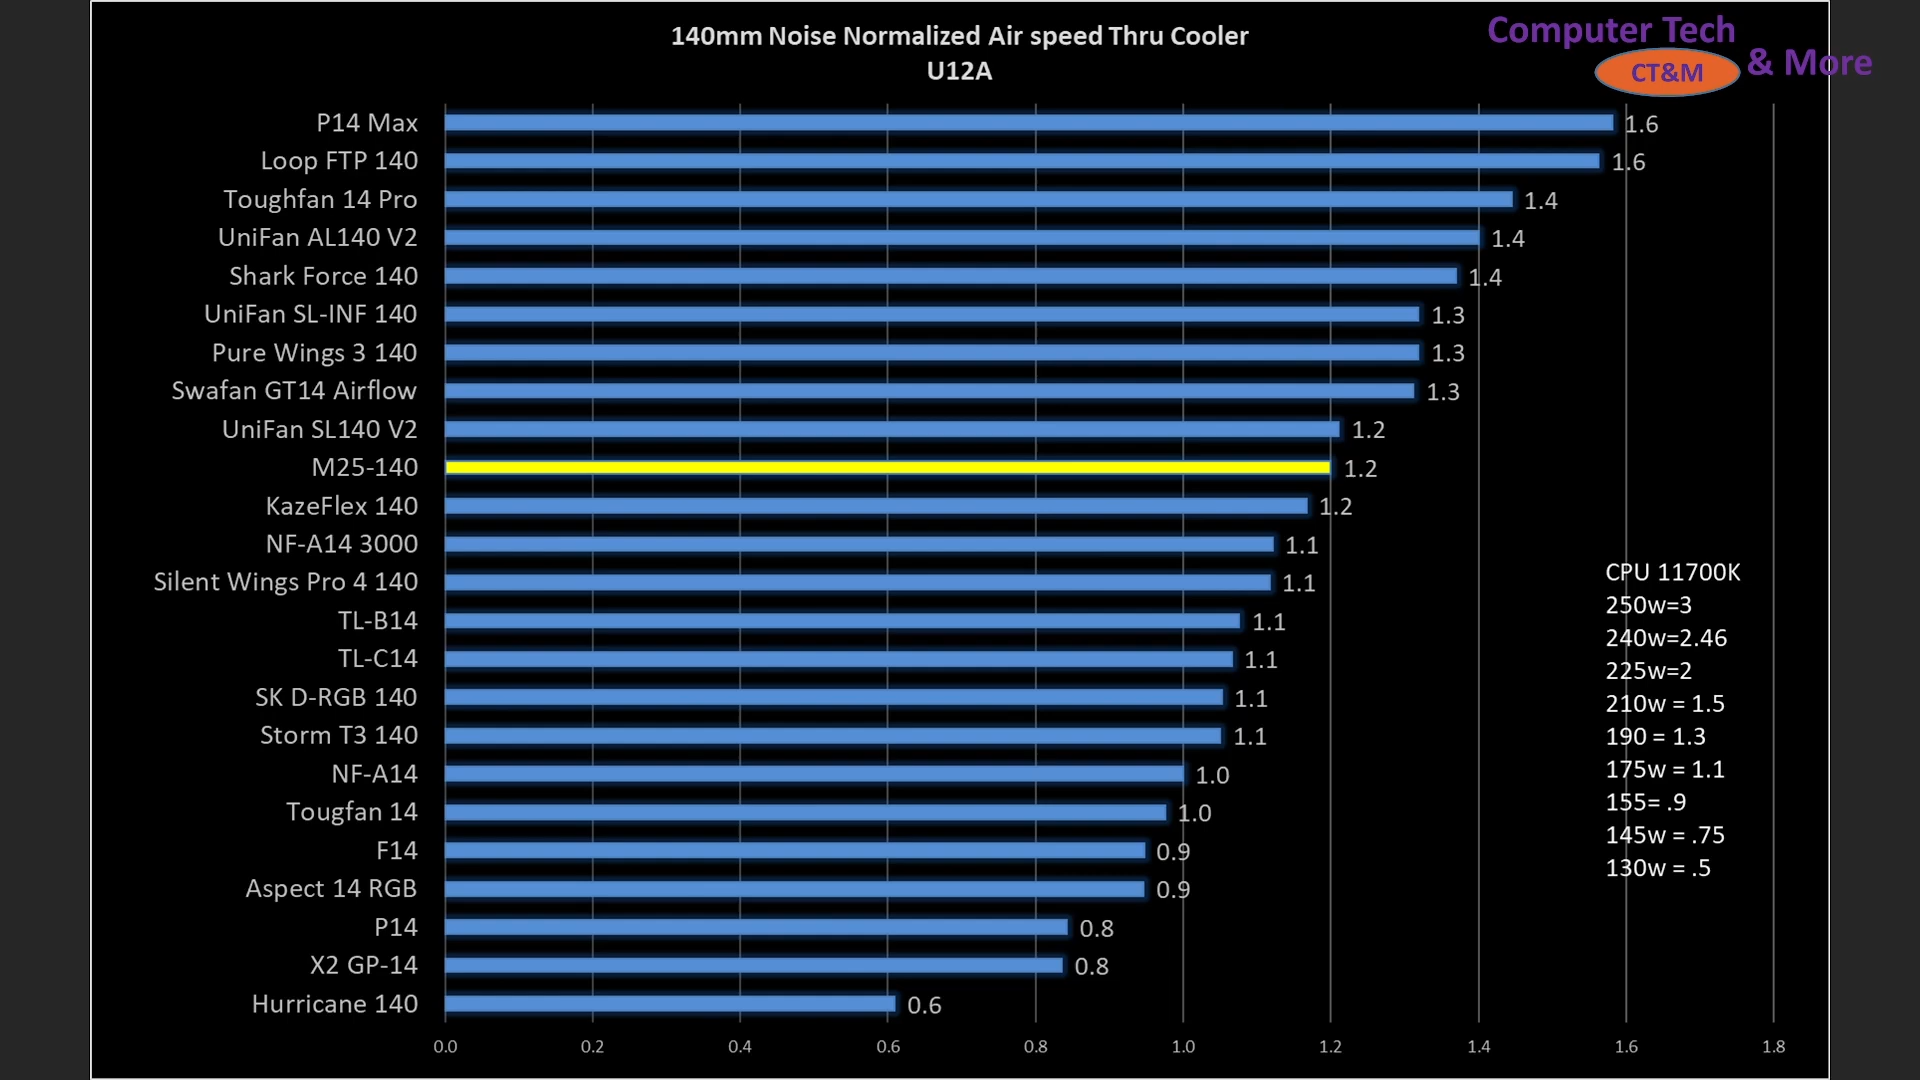 140mm Noise Normalized Air speed Thru Cooler
U12A
Computer Tech
CT&M
& More
P14 Max 1.6
Loop FTP 140 1.6
Toughfan 14 Pro 1.4
UniFan AL140 V2 1.4
Shark Force 140 1.4
UniFan SL-INF 140 1.3
Pure Wings 3 140 1.3
Swafan GT14 Airflow 1.3
UniFan SL140 V2 1.2
M25-140 1.2
KazeFlex 140 1.2
NF-A14 3000 1.1
Silent Wings Pro 4 140 1.1
TL-B14 1.1
TL-C14 1.1
SK D-RGB 140 1.1
Storm T3 140 1.1
NF-A14 1.0
Tougfan 14 1.0
F14 0.9
Aspect 14 RGB 0.9
P14 0.8
X2 GP-14 0.8
Hurricane 140 0.6
0.0 0.2 0.4 0.6 0.8 1.0 1.2 1.4 1.6 1.8
CPU 11700K
250w=3
240w=2.46
225w=2
210w = 1.5
190 = 1.3
175w = 1.1
155= .9
145w = .75
130w = .5